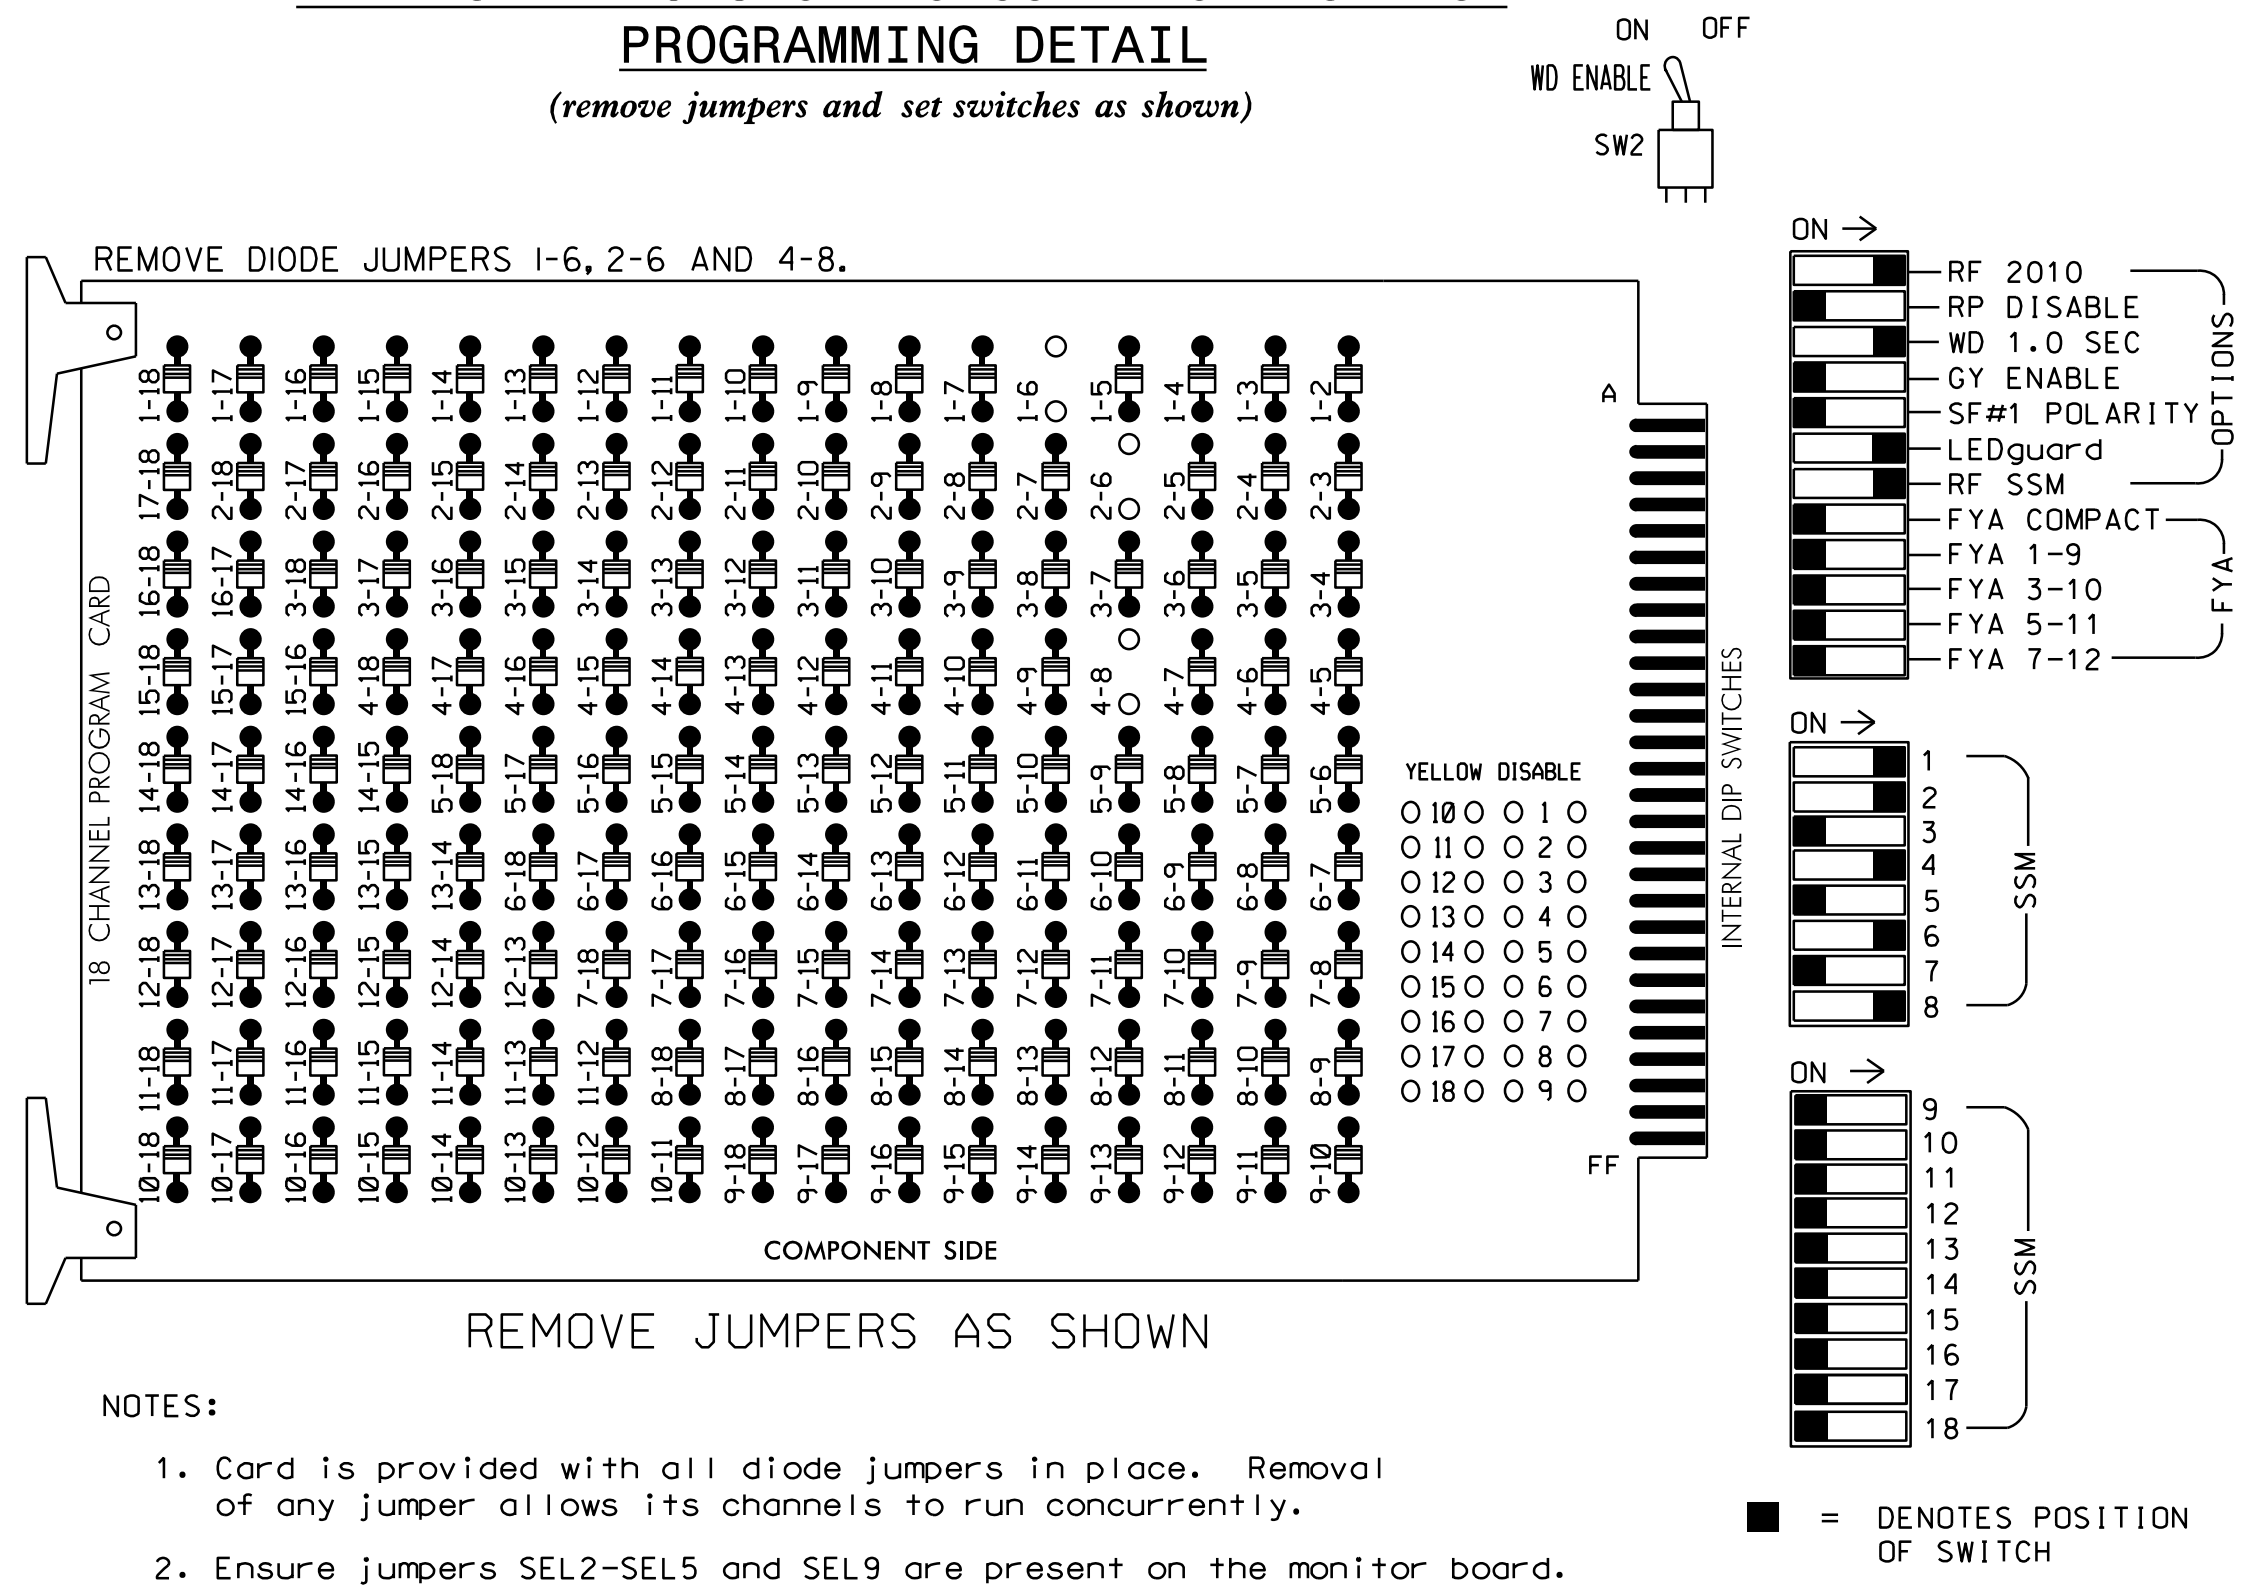 PROGRAMMING DETAIL
(remove jumpers and set switches as shown)
ON OFF
WD ENABLE
SW2
REMOVE DIODE JUMPERS 1-6, 2-6 AND 4-8.
18 CHANNEL PROGRAM CARD
1-18 1-17 1-16 1-15 1-14 1-13 1-12 1-11 1-10 1-9 1-8 1-7 1-6 1-5 1-4 1-3 1-2
17-18 2-18 2-17 2-16 2-15 2-14 2-13 2-12 2-11 2-10 2-9 2-8 2-7 2-6 2-5 2-4 2-3
16-18 16-17 3-18 3-17 3-16 3-15 3-14 3-13 3-12 3-11 3-10 3-9 3-8 3-7 3-6 3-5 3-4
15-18 15-17 15-16 4-18 4-17 4-16 4-15 4-14 4-13 4-12 4-11 4-10 4-9 4-8 4-7 4-6 4-5
14-18 14-17 14-16 14-15 5-18 5-17 5-16 5-15 5-14 5-13 5-12 5-11 5-10 5-9 5-8 5-7 5-6
13-18 13-17 13-16 13-15 13-14 6-18 6-17 6-16 6-15 6-14 6-13 6-12 6-11 6-10 6-9 6-8 6-7
12-18 12-17 12-16 12-15 12-14 12-13 7-18 7-17 7-16 7-15 7-14 7-13 7-12 7-11 7-10 7-9 7-8
11-18 11-17 11-16 11-15 11-14 11-13 11-12 8-18 8-17 8-16 8-15 8-14 8-13 8-12 8-11 8-10 8-9
10-18 10-17 10-16 10-15 10-14 10-13 10-12 10-11 9-18 9-17 9-16 9-15 9-14 9-13 9-12 9-11 9-10
COMPONENT SIDE
YELLOW DISABLE
10 1
11 2
12 3
13 4
14 5
15 6
16 7
17 8
18 9
A
FF
INTERNAL DIP SWITCHES
ON →
RF 2010
RP DISABLE
WD 1.0 SEC
GY ENABLE
SF#1 POLARITY
LEDguard
RF SSM
OPTIONS
FYA COMPACT
FYA 1-9
FYA 3-10
FYA 5-11
FYA 7-12
FYA
ON →
1
2
3
4
5
6
7
8
SSM
ON →
9
10
11
12
13
14
15
16
17
18
SSM
REMOVE JUMPERS AS SHOWN
NOTES:
1. Card is provided with all diode jumpers in place. Removal
of any jumper allows its channels to run concurrently.
2. Ensure jumpers SEL2-SEL5 and SEL9 are present on the monitor board.
= DENOTES POSITION
OF SWITCH